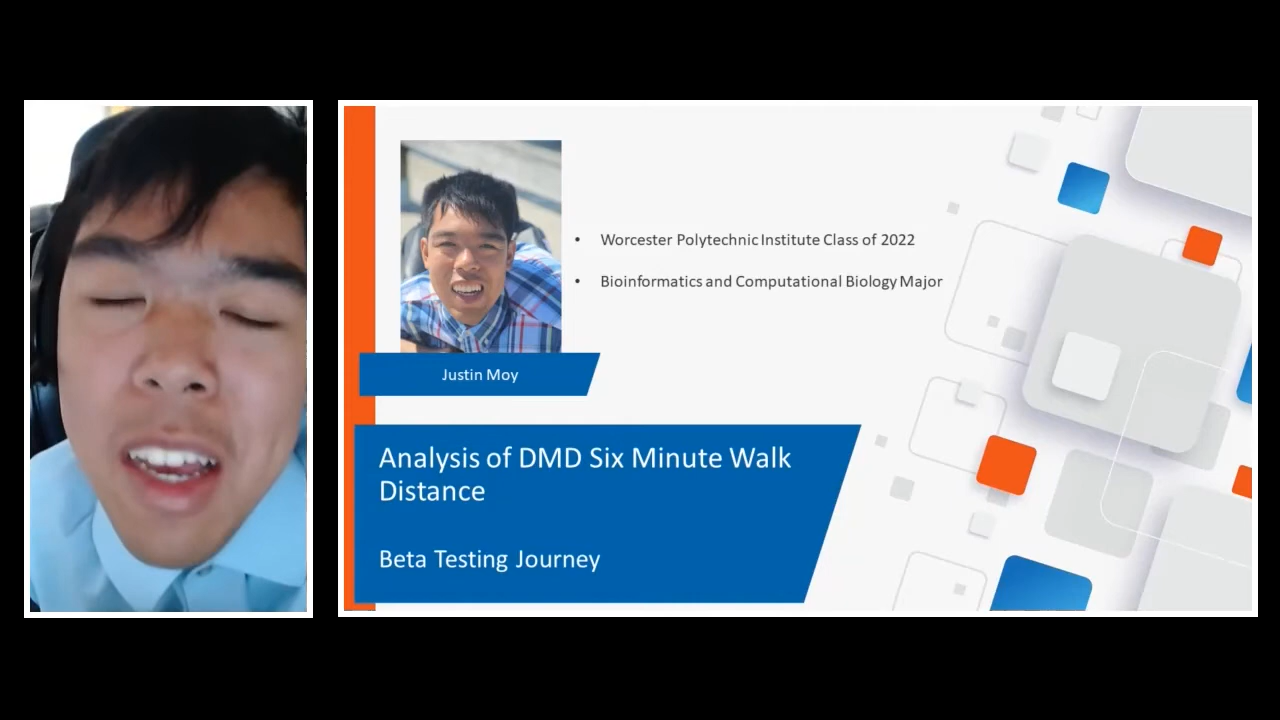 • Worcester Polytechnic Institute Class of 2022
• Bioinformatics and Computational Biology Major
Justin Moy
Analysis of DMD Six Minute Walk
Distance
Beta Testing Journey